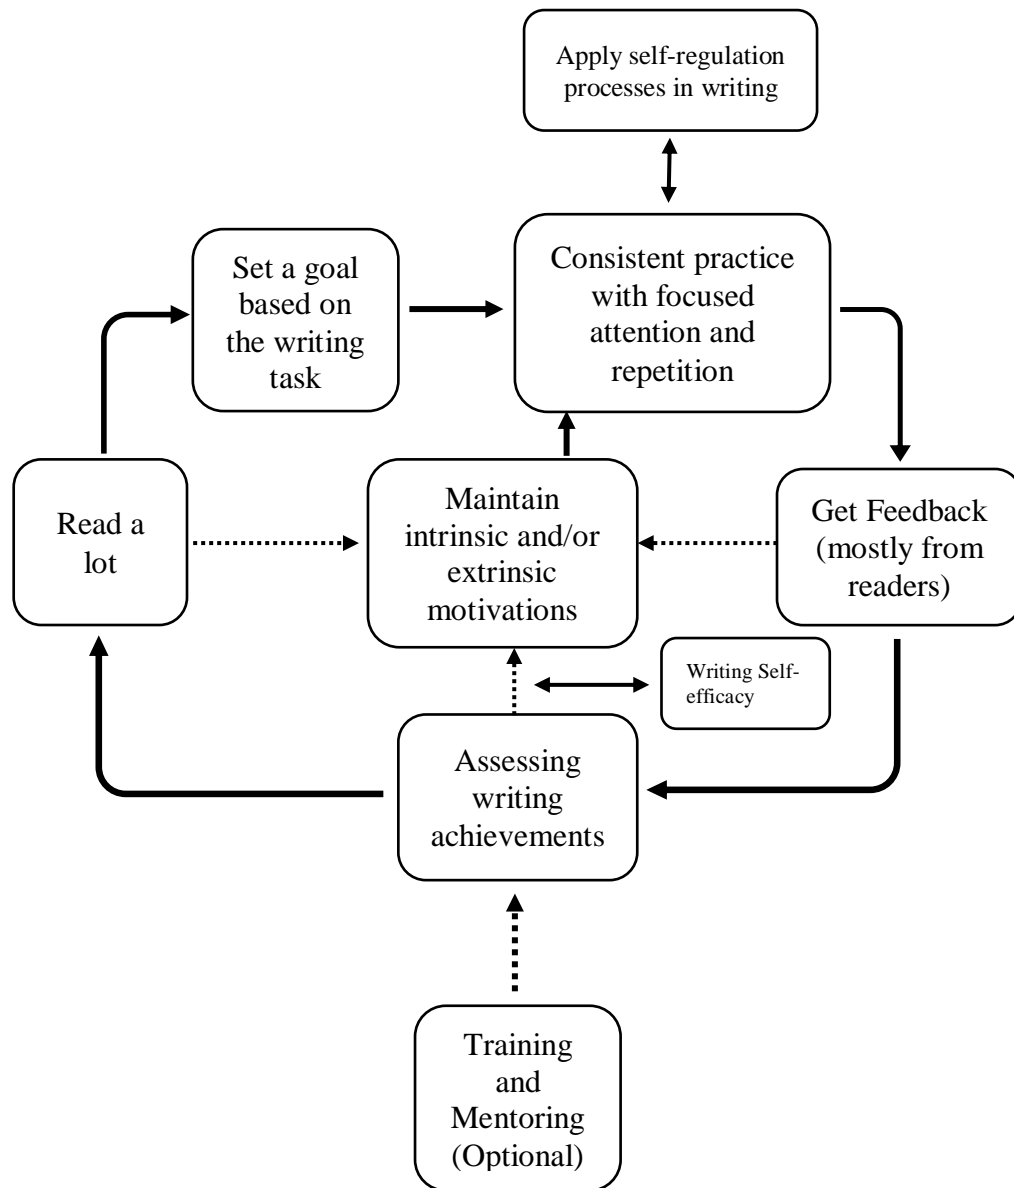 Apply self-regulation
processes in writing
Set a goal
based on
the writing
task
Consistent practice
with focused
attention and
repetition
Read a
lot
Maintain
intrinsic and/or
extrinsic
motivations
Get Feedback
(mostly from
readers)
Writing Self-
efficacy
Assessing
writing
achievements
Training
and
Mentoring
(Optional)